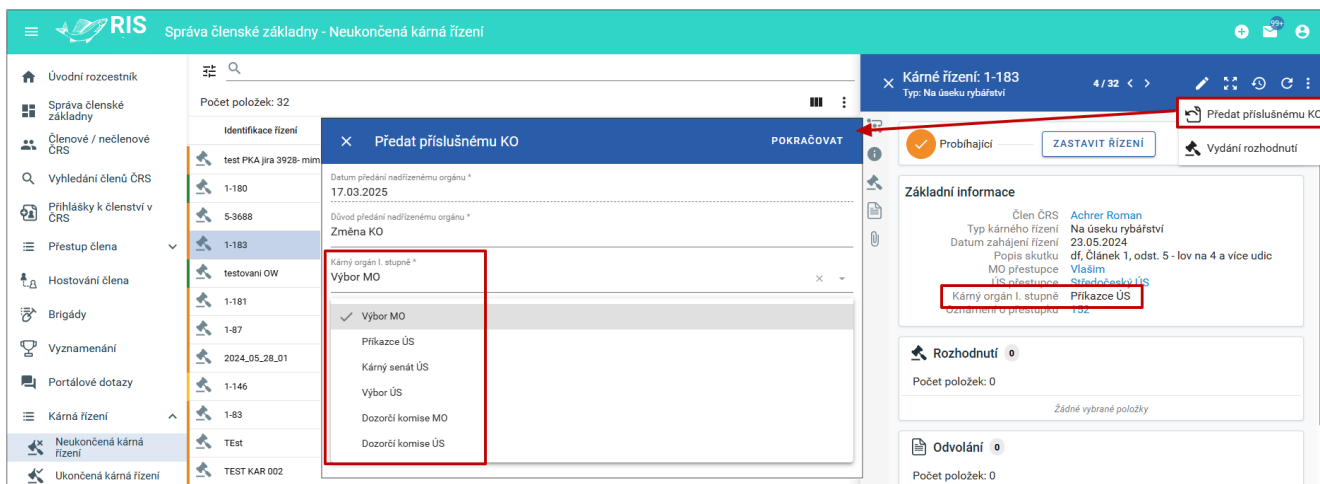 RIS
Správa členské základny - Neukončená kárná řízení
99+
Úvodní rozcestník
Správa členské
základny
Členové / nečlenové
ČRS
Vyhledání členů ČRS
Přihlášky k členství v
ČRS
Přestup člena
Hostování člena
Brigády
Vyznamenání
Portálové dotazy
Kárná řízení
Neukončená kárná
řízení
Ukončená kárná řízení
Počet položek: 32
Identifikace řízení
test PKA jira 3928- mim
1-180
5-3688
1-183
testovani OW
1-181
1-87
2024_05_28_01
1-146
1-83
TEst
TEST KAR 002
Předat příslušnému KO
POKRAČOVAT
Datum předání nadřízenému orgánu *
17.03.2025
Důvod předání nadřízenému orgánu *
Změna KO
Kárný orgán I. stupně *
Výbor MO
Výbor MO
Příkazce ÚS
Kárný senát ÚS
Výbor ÚS
Dozorčí komise MO
Dozorčí komise ÚS
Kárné řízení: 1-183
Typ: Na úseku rybářství
4 / 32
Předat příslušnému KO
Vydání rozhodnutí
Probíhající
ZASTAVIT ŘÍZENÍ
Základní informace
Člen ČRS Achrer Roman
Typ kárného řízení Na úseku rybářství
Datum zahájení řízení 23.05.2024
Popis skutku df, Článek 1, odst. 5 - lov na 4 a více udic
MO přestupce Vlašim
ÚS přestupce Středočeský ÚS
Kárný orgán I. stupně Příkazce ÚS
Oznámení o přestupku 152
Rozhodnutí 0
Počet položek: 0
Žádné vybrané položky
Odvolání 0
Počet položek: 0